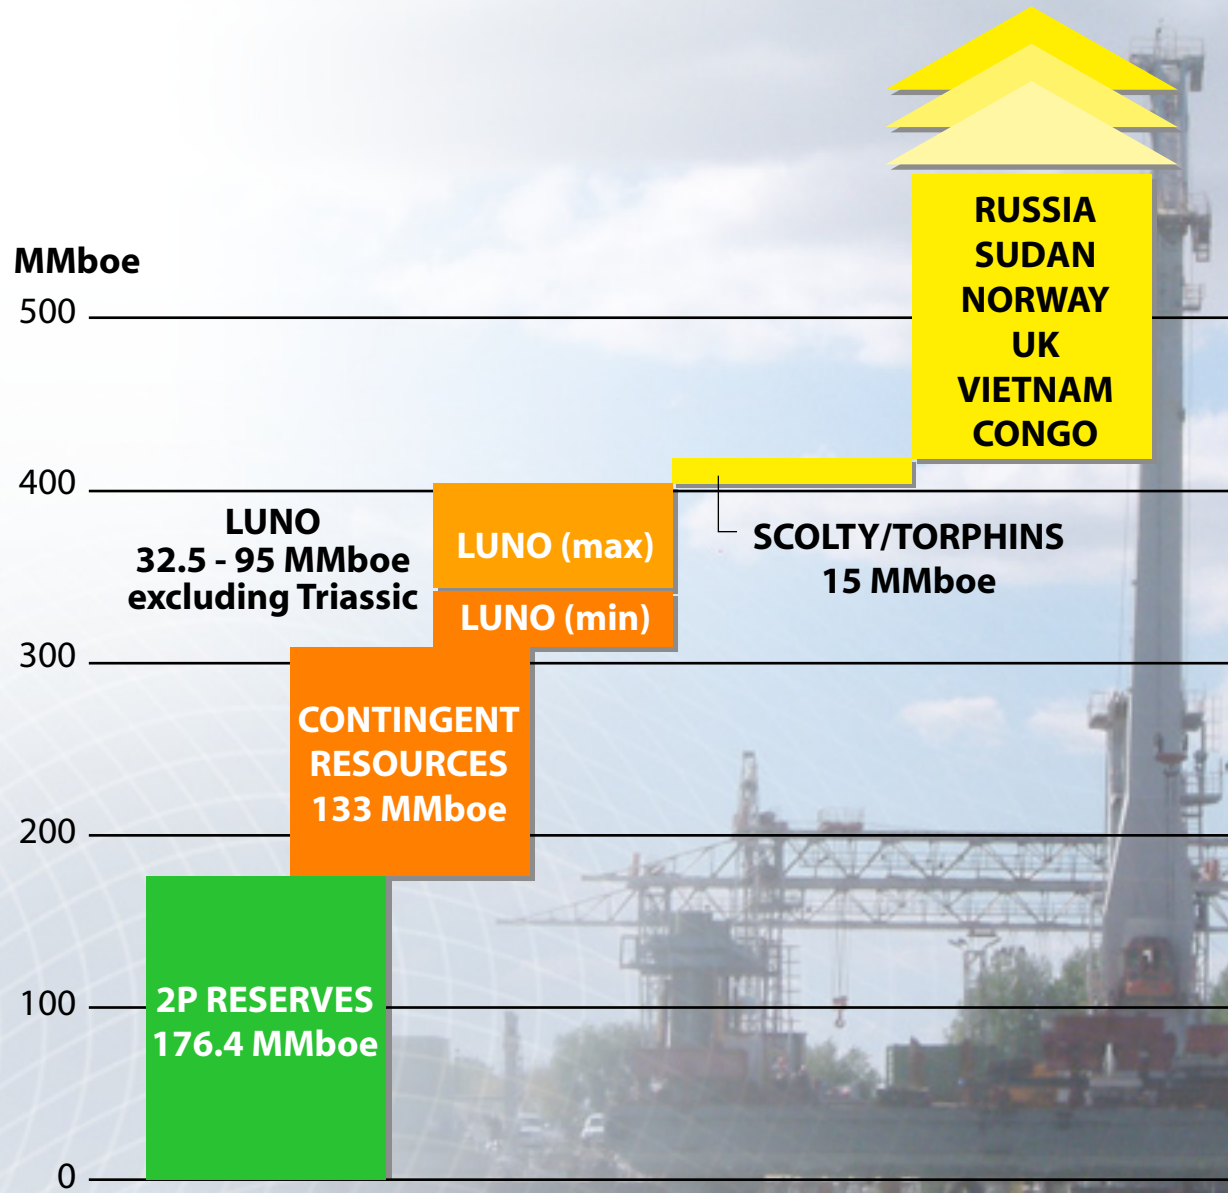 MMboe
500
400
300
200
100
0
2P RESERVES
176.4 MMboe
CONTINGENT
RESOURCES
133 MMboe
LUNO
32.5 - 95 MMboe
excluding Triassic
LUNO (max)
LUNO (min)
SCOLTY/TORPHINS
15 MMboe
RUSSIA
SUDAN
NORWAY
UK
VIETNAM
CONGO